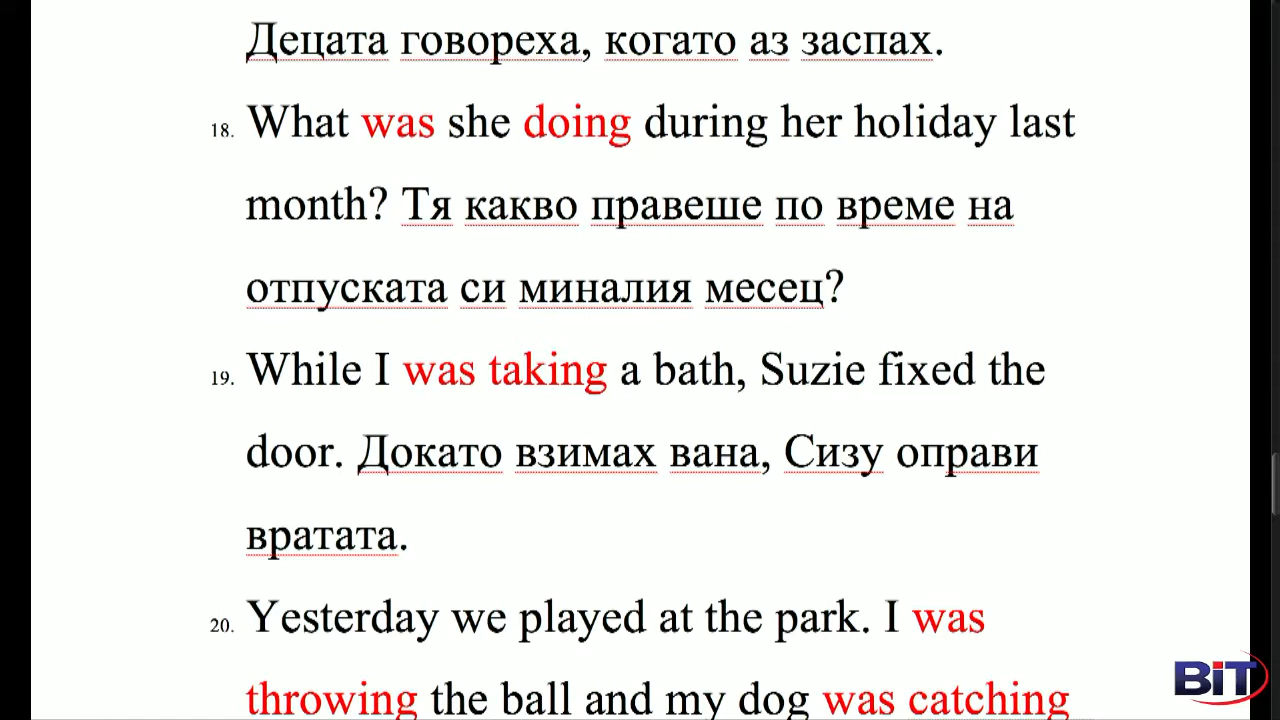 Децата говореха, когато аз заспах.
18. What was she doing during her holiday last
month? Тя какво правеше по време на
отпуската си миналия месец?
19. While I was taking a bath, Suzie fixed the
door. Докато взимах вана, Сизу оправи
вратата.
20. Yesterday we played at the park. I was
throwing the ball and my dog was catching
BiT